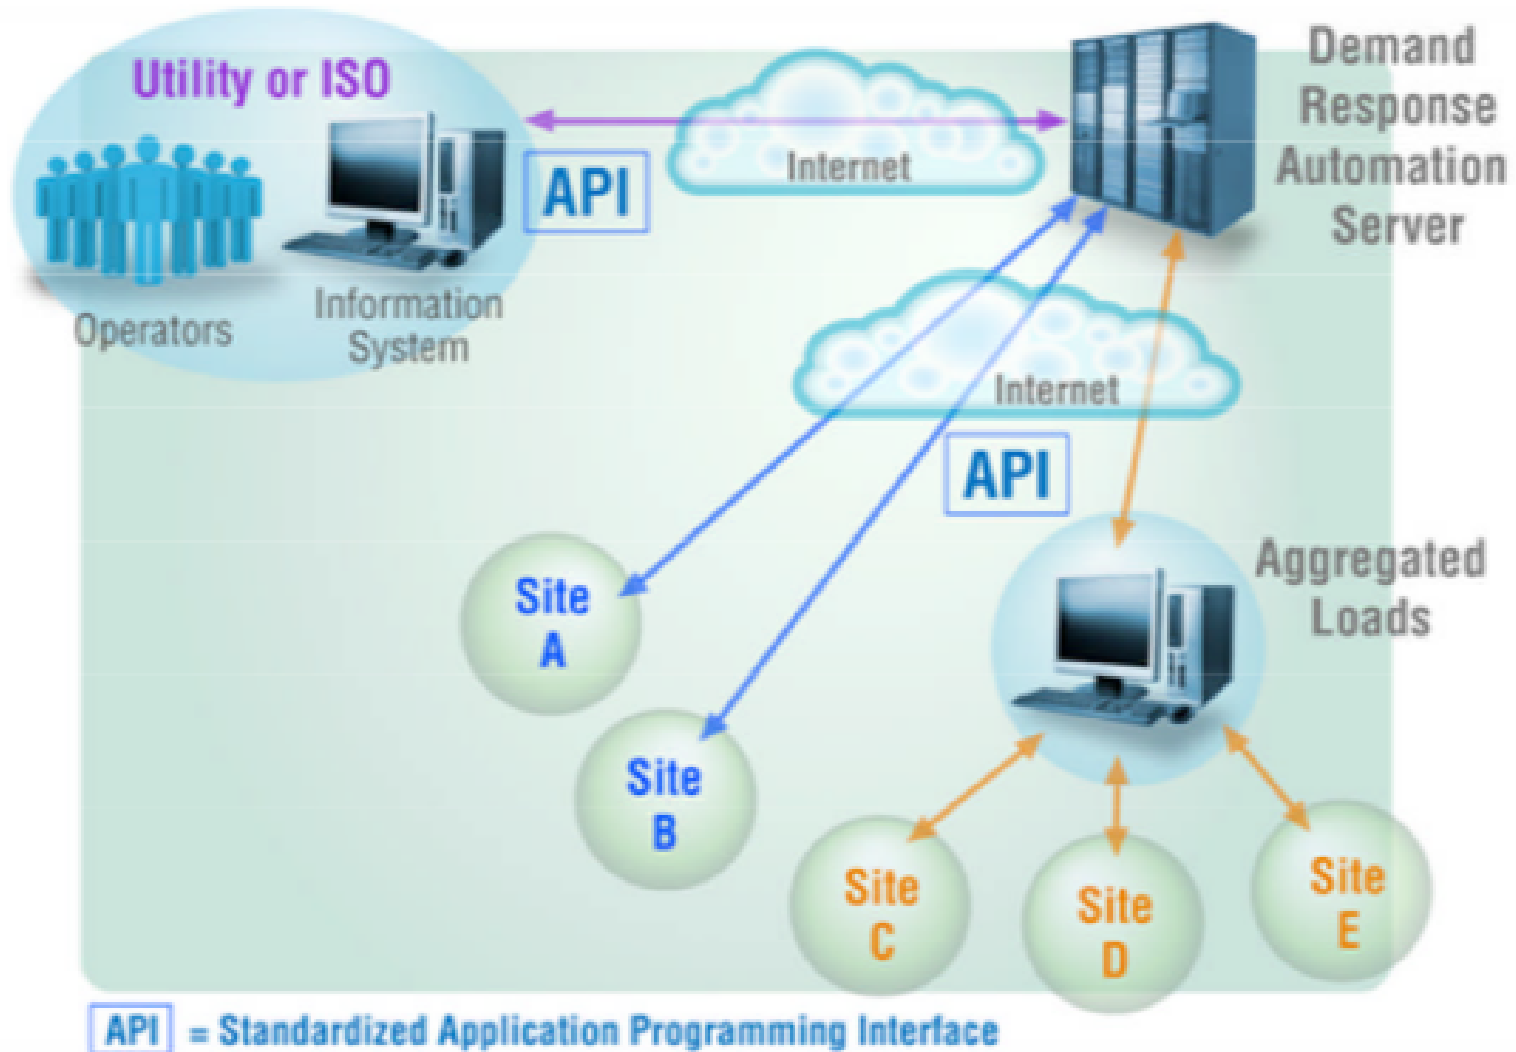 Utility or ISO
Operators
Information
System
API
Internet
Demand
Response
Automation
Server
Internet
API
Aggregated
Loads
Site
A
Site
B
Site
C
Site
D
Site
E
API = Standardized Application Programming Interface